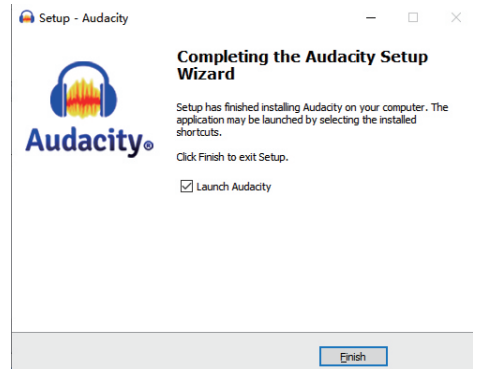 Setup - Audacity
Completing the Audacity Setup
Wizard
Setup has finished installing Audacity on your computer. The
application may be launched by selecting the installed
shortcuts.
Click Finish to exit Setup.
Launch Audacity
Audacity®
Finish